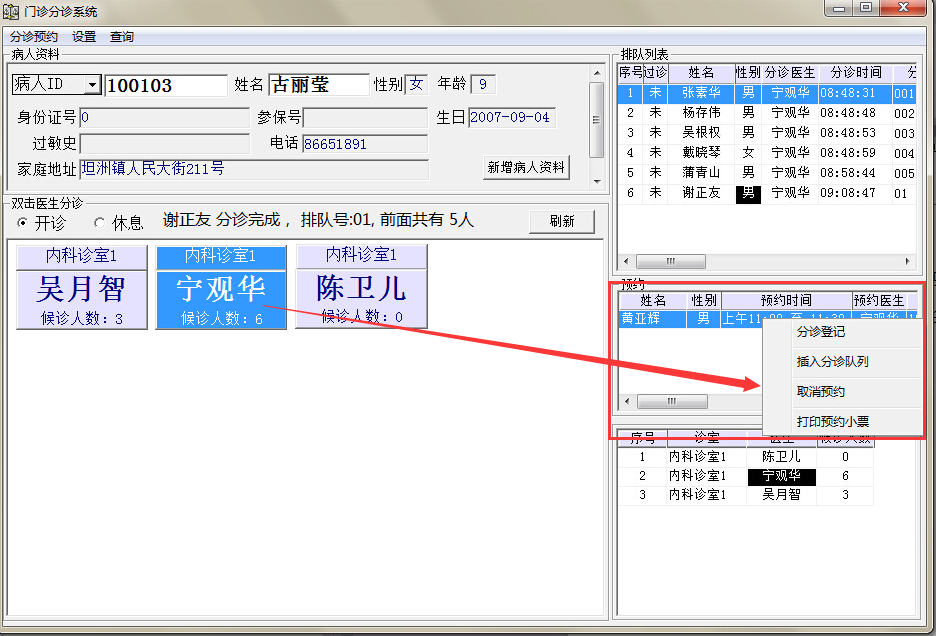 门诊分诊系统
分诊预约 设置 查询
病人资料
病人ID 100103 姓名 古丽莹 性别 女 年龄 9
身份证号 0 参保号 生日 2007-09-04
过敏史 电话 86651891
家庭地址 坦洲镇人民大街211号 新增病人资料
双击医生分诊
开诊 休息 谢正友 分诊完成 ，排队号:01, 前面共有 5人 刷新
内科诊室1
吴月智
候诊人数：3
内科诊室1
宁观华
候诊人数：6
内科诊室1
陈卫儿
候诊人数：0
排队列表
序号 过诊 姓名 性别 分诊医生 分诊时间
1 未 张素华 男 宁观华 08:48:31 001
2 未 杨存伟 男 宁观华 08:48:48 002
3 未 吴根权 男 宁观华 08:48:53 003
4 未 戴晓琴 女 宁观华 08:48:59 004
5 未 蒲青山 男 宁观华 08:58:44 005
6 未 谢正友 男 宁观华 09:08:47 01
预约
姓名 性别 预约时间 预约医生
黄亚辉 男 上午11:00 至 11:30 宁观华
分诊登记
插入分诊队列
取消预约
打印预约小票
序号 诊室 医生 候诊人数
1 内科诊室1 陈卫儿 0
2 内科诊室1 宁观华 6
3 内科诊室1 吴月智 3